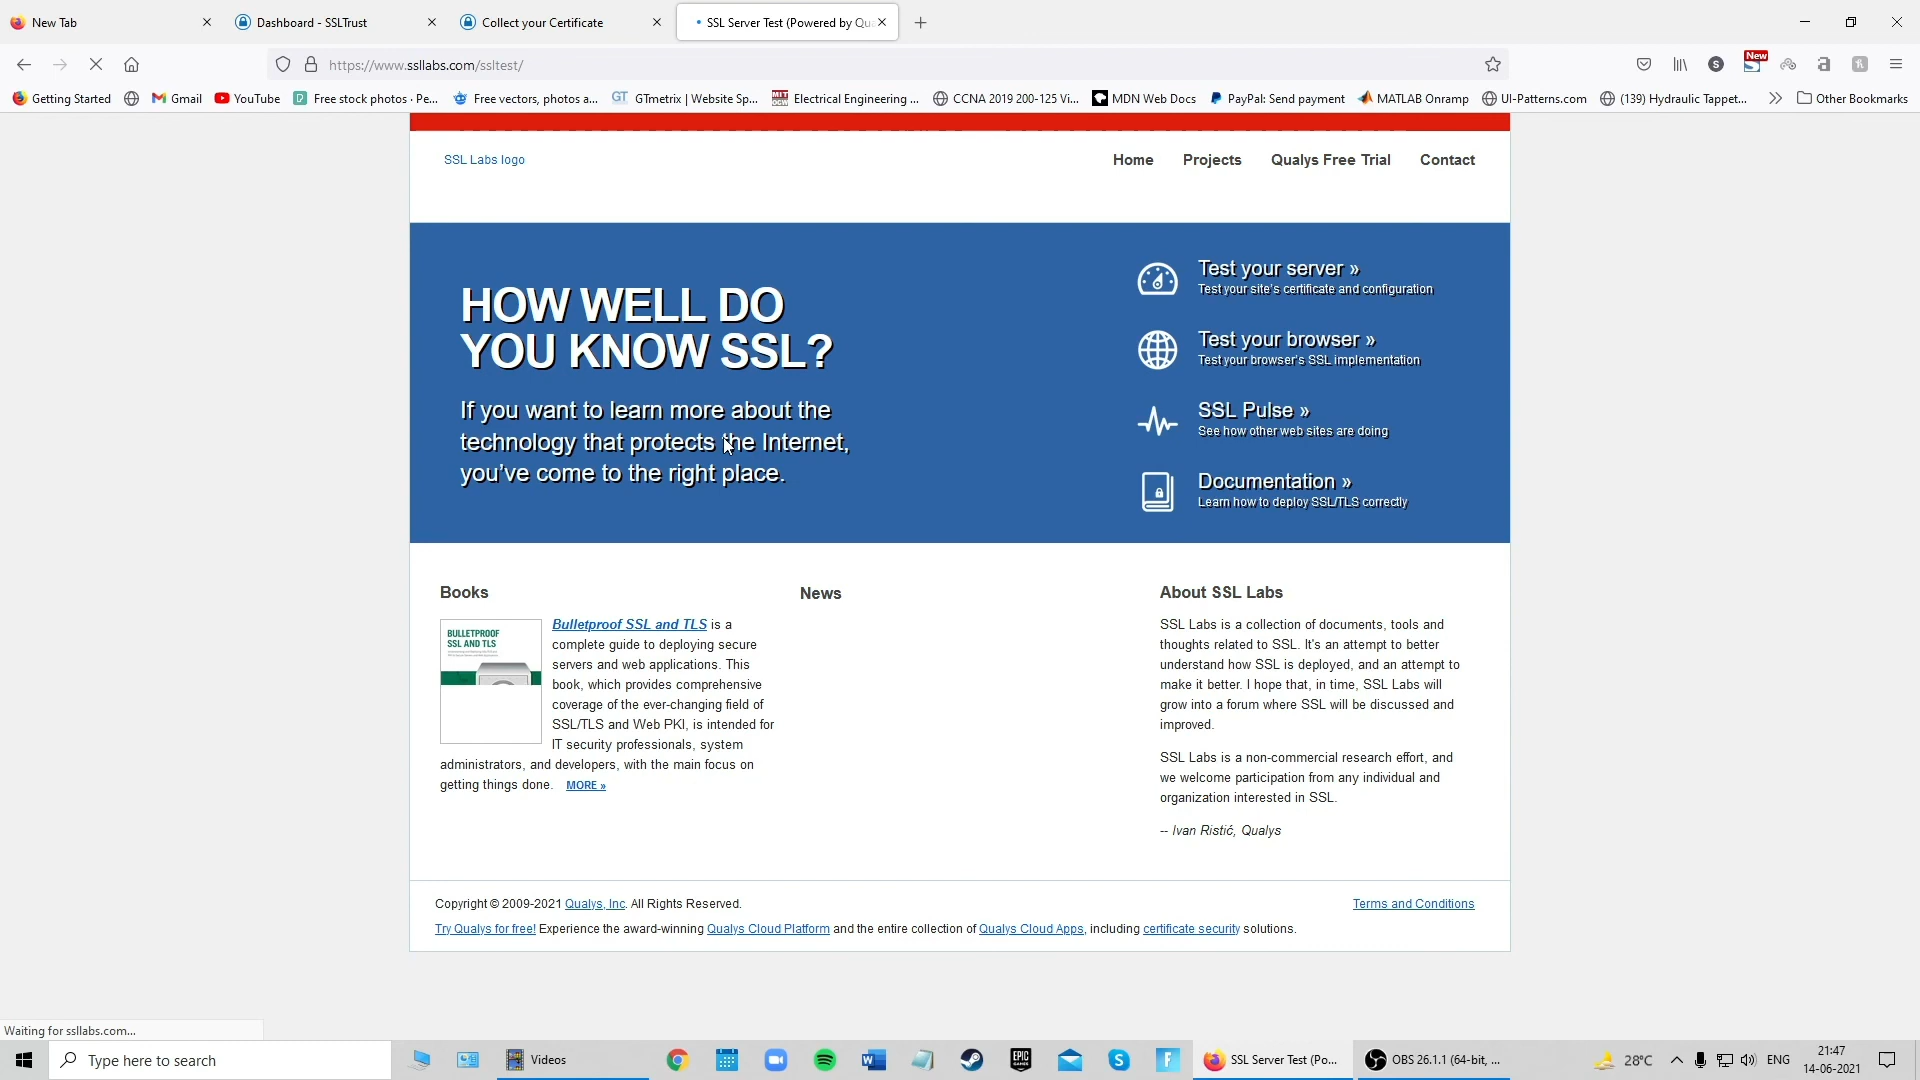 New Tab
Dashboard - SSLTrust
Collect your Certificate
SSL Server Test (Powered by Qua
https://www.ssllabs.com/ssltest/
New
Getting Started
Gmail
YouTube
Free stock photos · Pe...
Free vectors, photos a...
GTmetrix | Website Sp...
Electrical Engineering ...
CCNA 2019 200-125 Vi...
MDN Web Docs
PayPal: Send payment
MATLAB Onramp
UI-Patterns.com
(139) Hydraulic Tappet...
Other Bookmarks
SSL Labs logo
Home
Projects
Qualys Free Trial
Contact
HOW WELL DO
YOU KNOW SSL?
If you want to learn more about the
technology that protects the Internet,
you've come to the right place.
Test your server »
Test your site's certificate and configuration
Test your browser »
Test your browser's SSL implementation
SSL Pulse »
See how other web sites are doing
Documentation »
Learn how to deploy SSL/TLS correctly
Books
BULLETPROOF
SSL AND TLS
Bulletproof SSL and TLS is a
complete guide to deploying secure
servers and web applications. This
book, which provides comprehensive
coverage of the ever-changing field of
SSL/TLS and Web PKI, is intended for
IT security professionals, system
administrators, and developers, with the main focus on
getting things done. MORE »
News
About SSL Labs
SSL Labs is a collection of documents, tools and
thoughts related to SSL. It's an attempt to better
understand how SSL is deployed, and an attempt to
make it better. I hope that, in time, SSL Labs will
grow into a forum where SSL will be discussed and
improved.
SSL Labs is a non-commercial research effort, and
we welcome participation from any individual and
organization interested in SSL.
-- Ivan Ristić, Qualys
Copyright © 2009-2021 Qualys, Inc. All Rights Reserved.
Terms and Conditions
Try Qualys for free! Experience the award-winning Qualys Cloud Platform and the entire collection of Qualys Cloud Apps, including certificate security solutions.
Waiting for ssllabs.com...
Type here to search
Videos
SSL Server Test (Po...
OBS 26.1.1 (64-bit, ...
28°C
ENG
21:47
14-06-2021